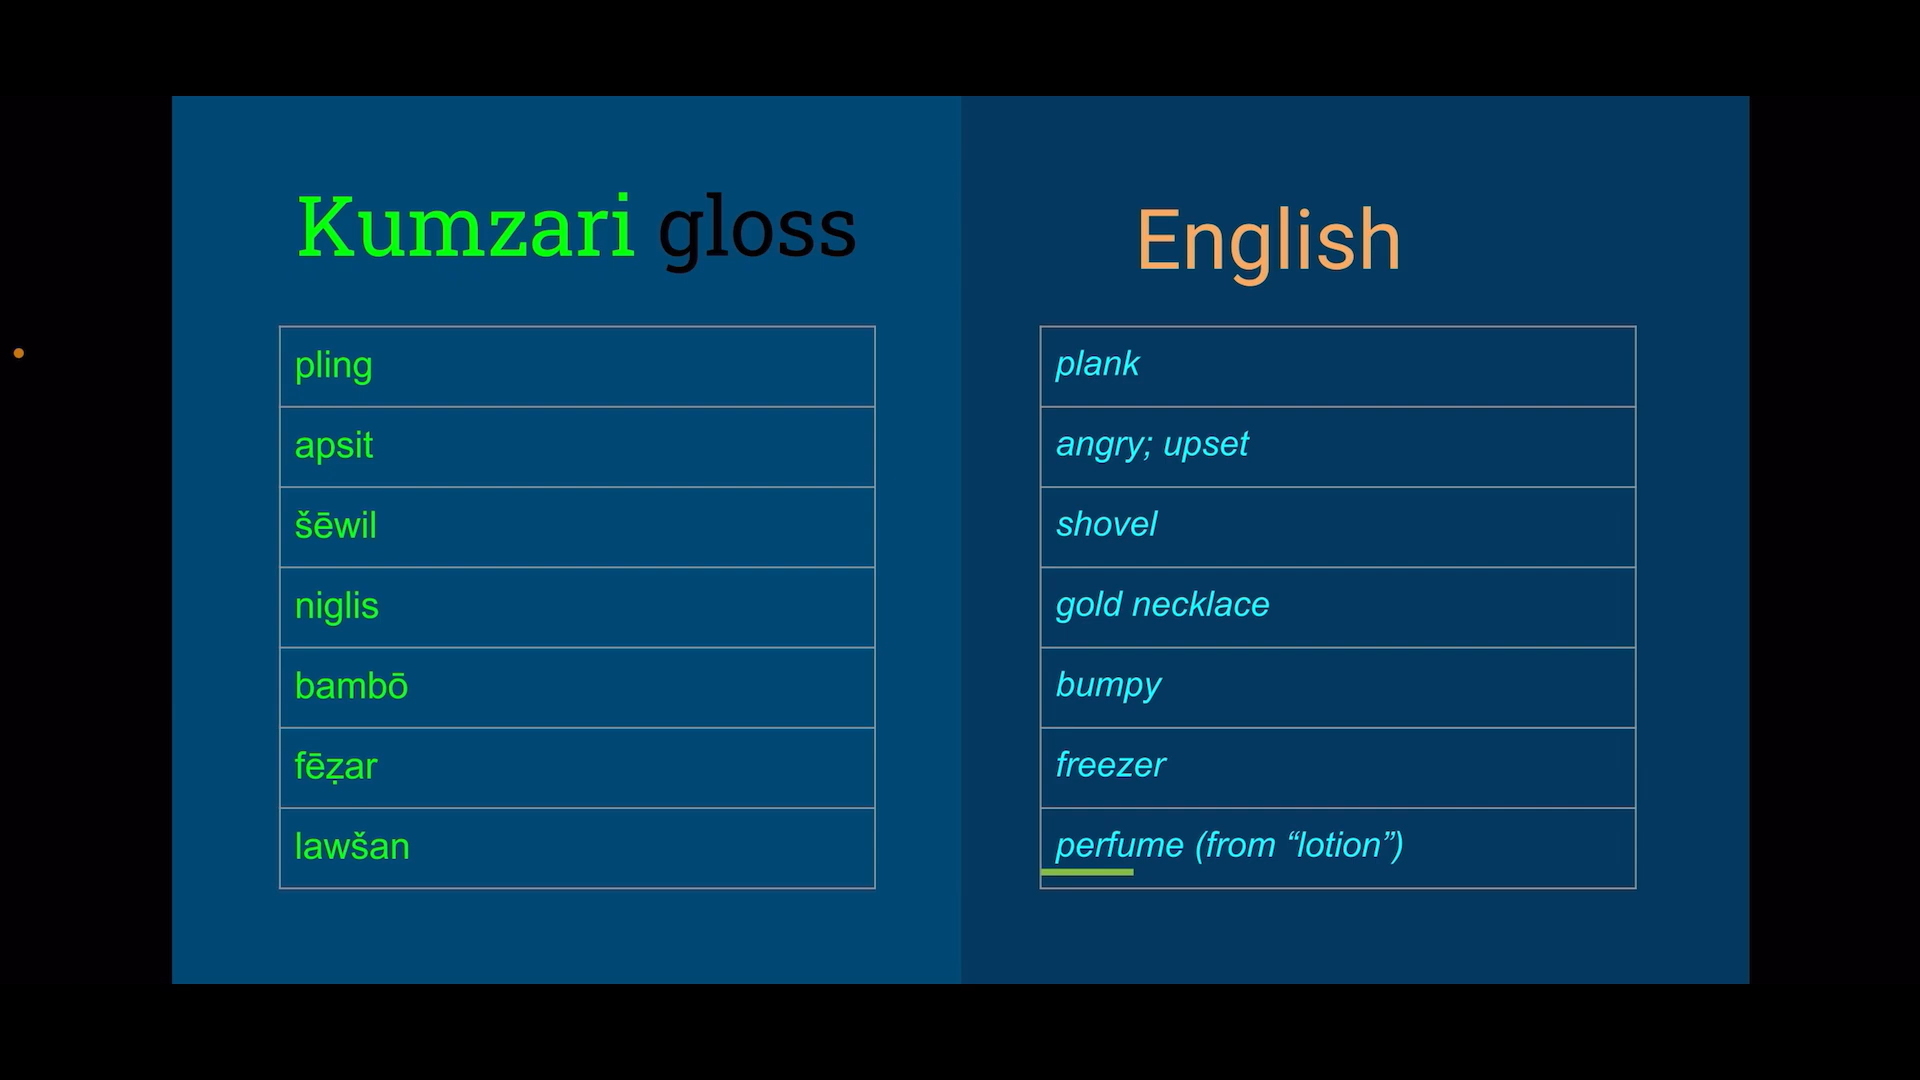 Kumzari gloss
pling
apsit
šēwil
niglis
bambō
fēẓar
lawšan
English
plank
angry; upset
shovel
gold necklace
bumpy
freezer
perfume (from “lotion”)